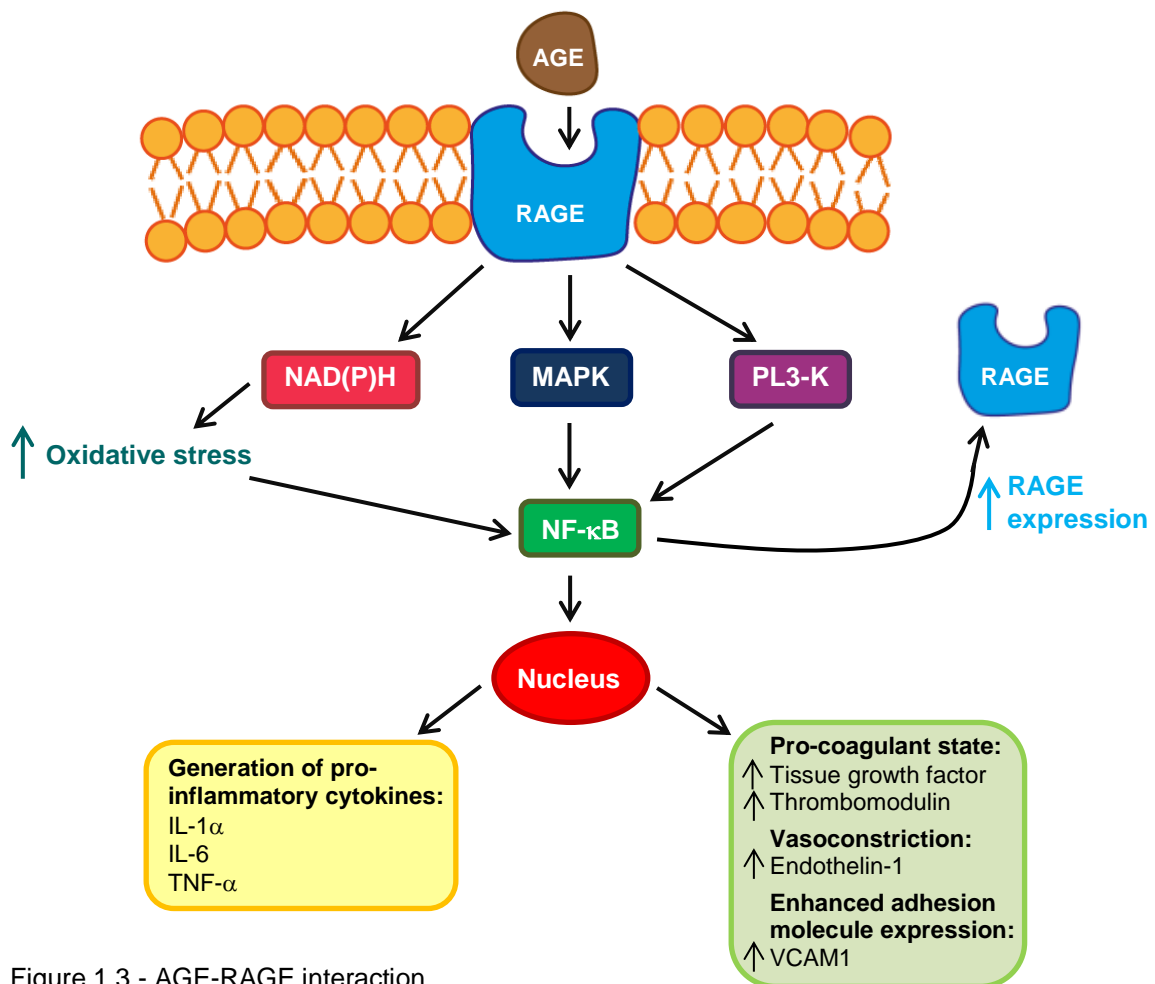 AGE
RAGE
NAD(P)H
MAPK
PL3-K
RAGE
↑ Oxidative stress
↑ RAGE
expression
NF-κB
Nucleus
Generation of pro-
inflammatory cytokines:
IL-1α
IL-6
TNF-α
Pro-coagulant state:
↑ Tissue growth factor
↑ Thrombomodulin
Vasoconstriction:
↑ Endothelin-1
Enhanced adhesion
molecule expression:
↑ VCAM1
Figure 1.3 - AGE-RAGE interaction